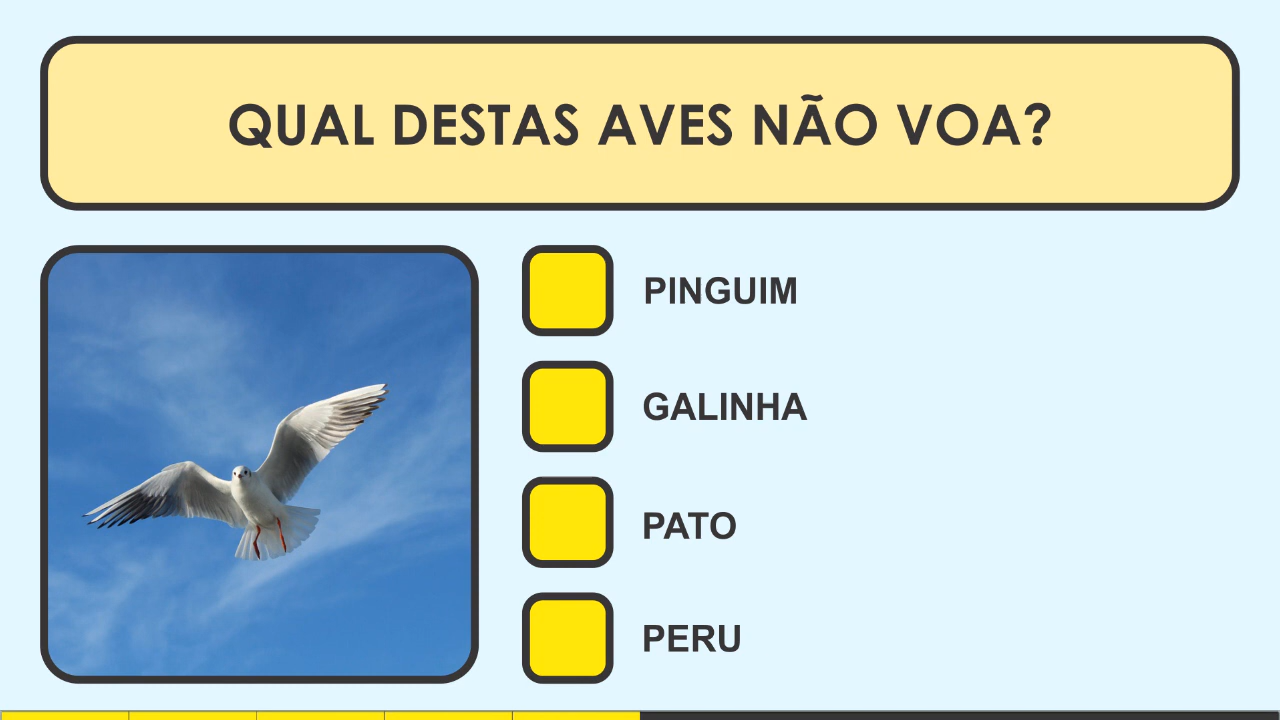 QUAL DESTAS AVES NÃO VOA?
PINGUIM
GALINHA
PATO
PERU